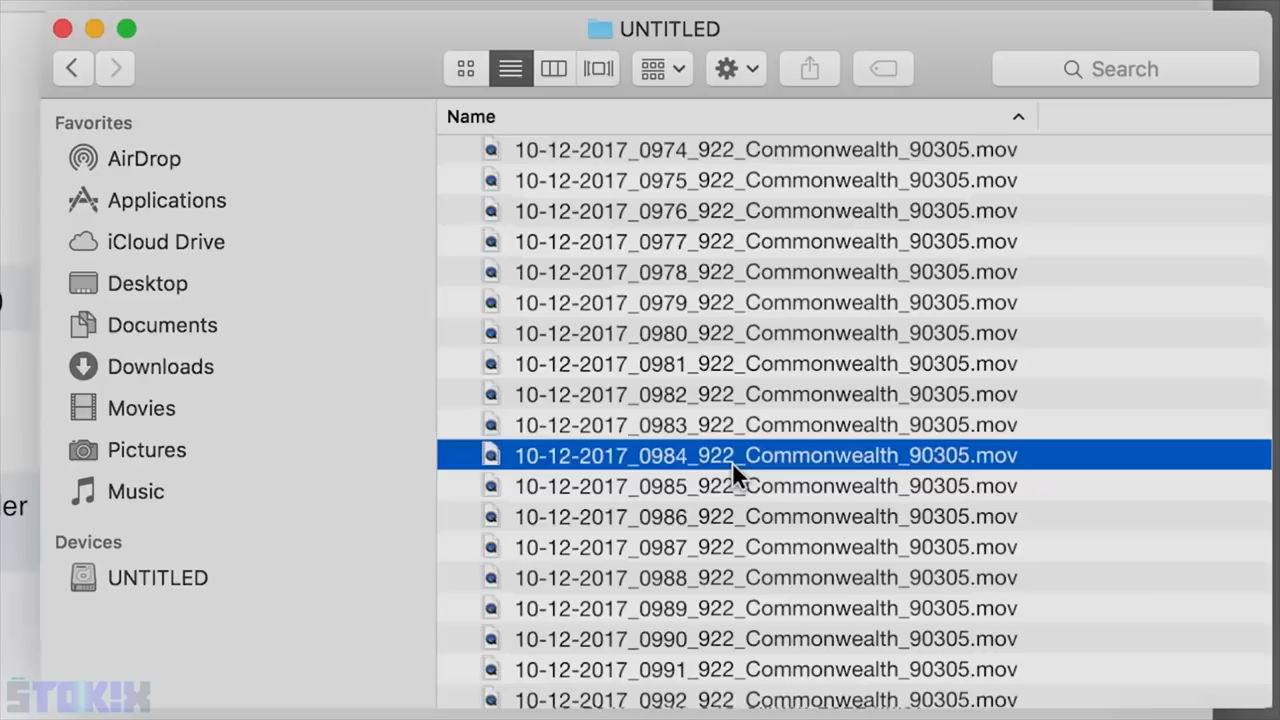 UNTITLED
Search
Favorites
AirDrop
Applications
iCloud Drive
Desktop
Documents
Downloads
Movies
Pictures
Music
Devices
UNTITLED
Name
10-12-2017_0974_922_Commonwealth_90305.mov
10-12-2017_0975_922_Commonwealth_90305.mov
10-12-2017_0976_922_Commonwealth_90305.mov
10-12-2017_0977_922_Commonwealth_90305.mov
10-12-2017_0978_922_Commonwealth_90305.mov
10-12-2017_0979_922_Commonwealth_90305.mov
10-12-2017_0980_922_Commonwealth_90305.mov
10-12-2017_0981_922_Commonwealth_90305.mov
10-12-2017_0982_922_Commonwealth_90305.mov
10-12-2017_0983_922_Commonwealth_90305.mov
10-12-2017_0984_922_Commonwealth_90305.mov
10-12-2017_0985_922_Commonwealth_90305.mov
10-12-2017_0986_922_Commonwealth_90305.mov
10-12-2017_0987_922_Commonwealth_90305.mov
10-12-2017_0988_922_Commonwealth_90305.mov
10-12-2017_0989_922_Commonwealth_90305.mov
10-12-2017_0990_922_Commonwealth_90305.mov
10-12-2017_0991_922_Commonwealth_90305.mov
10-12-2017_0992_922_Commonwealth_90305.mov
der
STOK!X